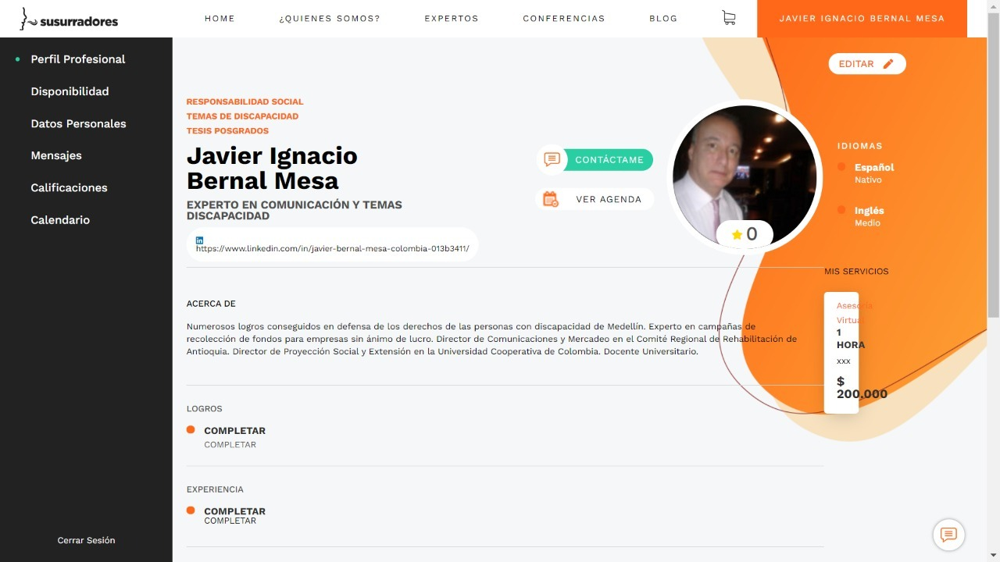 susurradores
HOME
¿QUIENES SOMOS?
EXPERTOS
CONFERENCIAS
BLOG
JAVIER IGNACIO BERNAL MESA
Perfil Profesional
Disponibilidad
Datos Personales
Mensajes
Calificaciones
Calendario
Cerrar Sesión
EDITAR
RESPONSABILIDAD SOCIAL
TEMAS DE DISCAPACIDAD
TESIS POSGRADOS
Javier Ignacio
Bernal Mesa
EXPERTO EN COMUNICACIÓN Y TEMAS
DISCAPACIDAD
https://www.linkedin.com/in/javier-bernal-mesa-colombia-013b3411/
CONTÁCTAME
VER AGENDA
0
IDIOMAS
Español
Nativo
Inglés
Medio
MIS SERVICIOS
Asesoría
Virtual
1
HORA
xxx
$
200.000
ACERCA DE
Numerosos logros conseguidos en defensa de los derechos de las personas con discapacidad de Medellín. Experto en campañas de
recolección de fondos para empresas sin ánimo de lucro. Director de Comunicaciones y Mercadeo en el Comité Regional de Rehabilitación de
Antioquia. Director de Proyección Social y Extensión en la Universidad Cooperativa de Colombia. Docente Universitario.
LOGROS
COMPLETAR
COMPLETAR
EXPERIENCIA
COMPLETAR
COMPLETAR